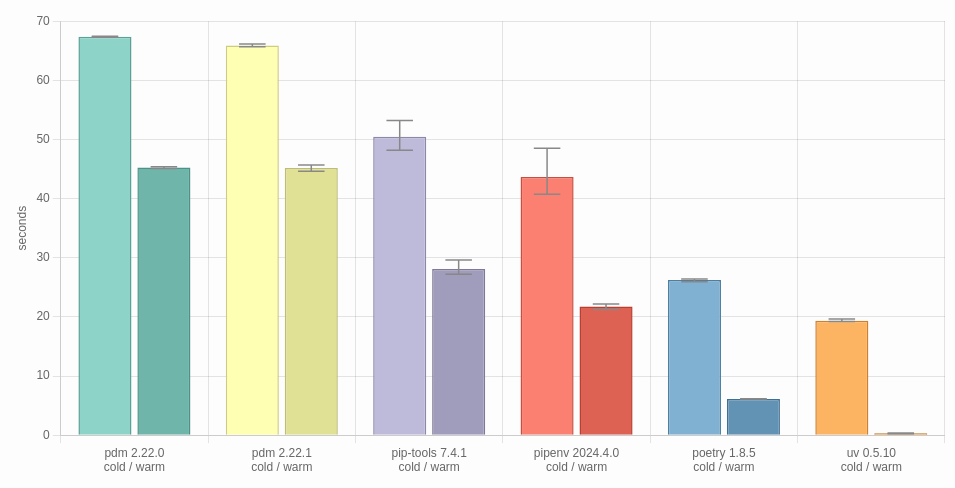 70
60
50
40
30
20
10
0
seconds
pdm 2.22.0
cold / warm
pdm 2.22.1
cold / warm
pip-tools 7.4.1
cold / warm
pipenv 2024.4.0
cold / warm
poetry 1.8.5
cold / warm
uv 0.5.10
cold / warm